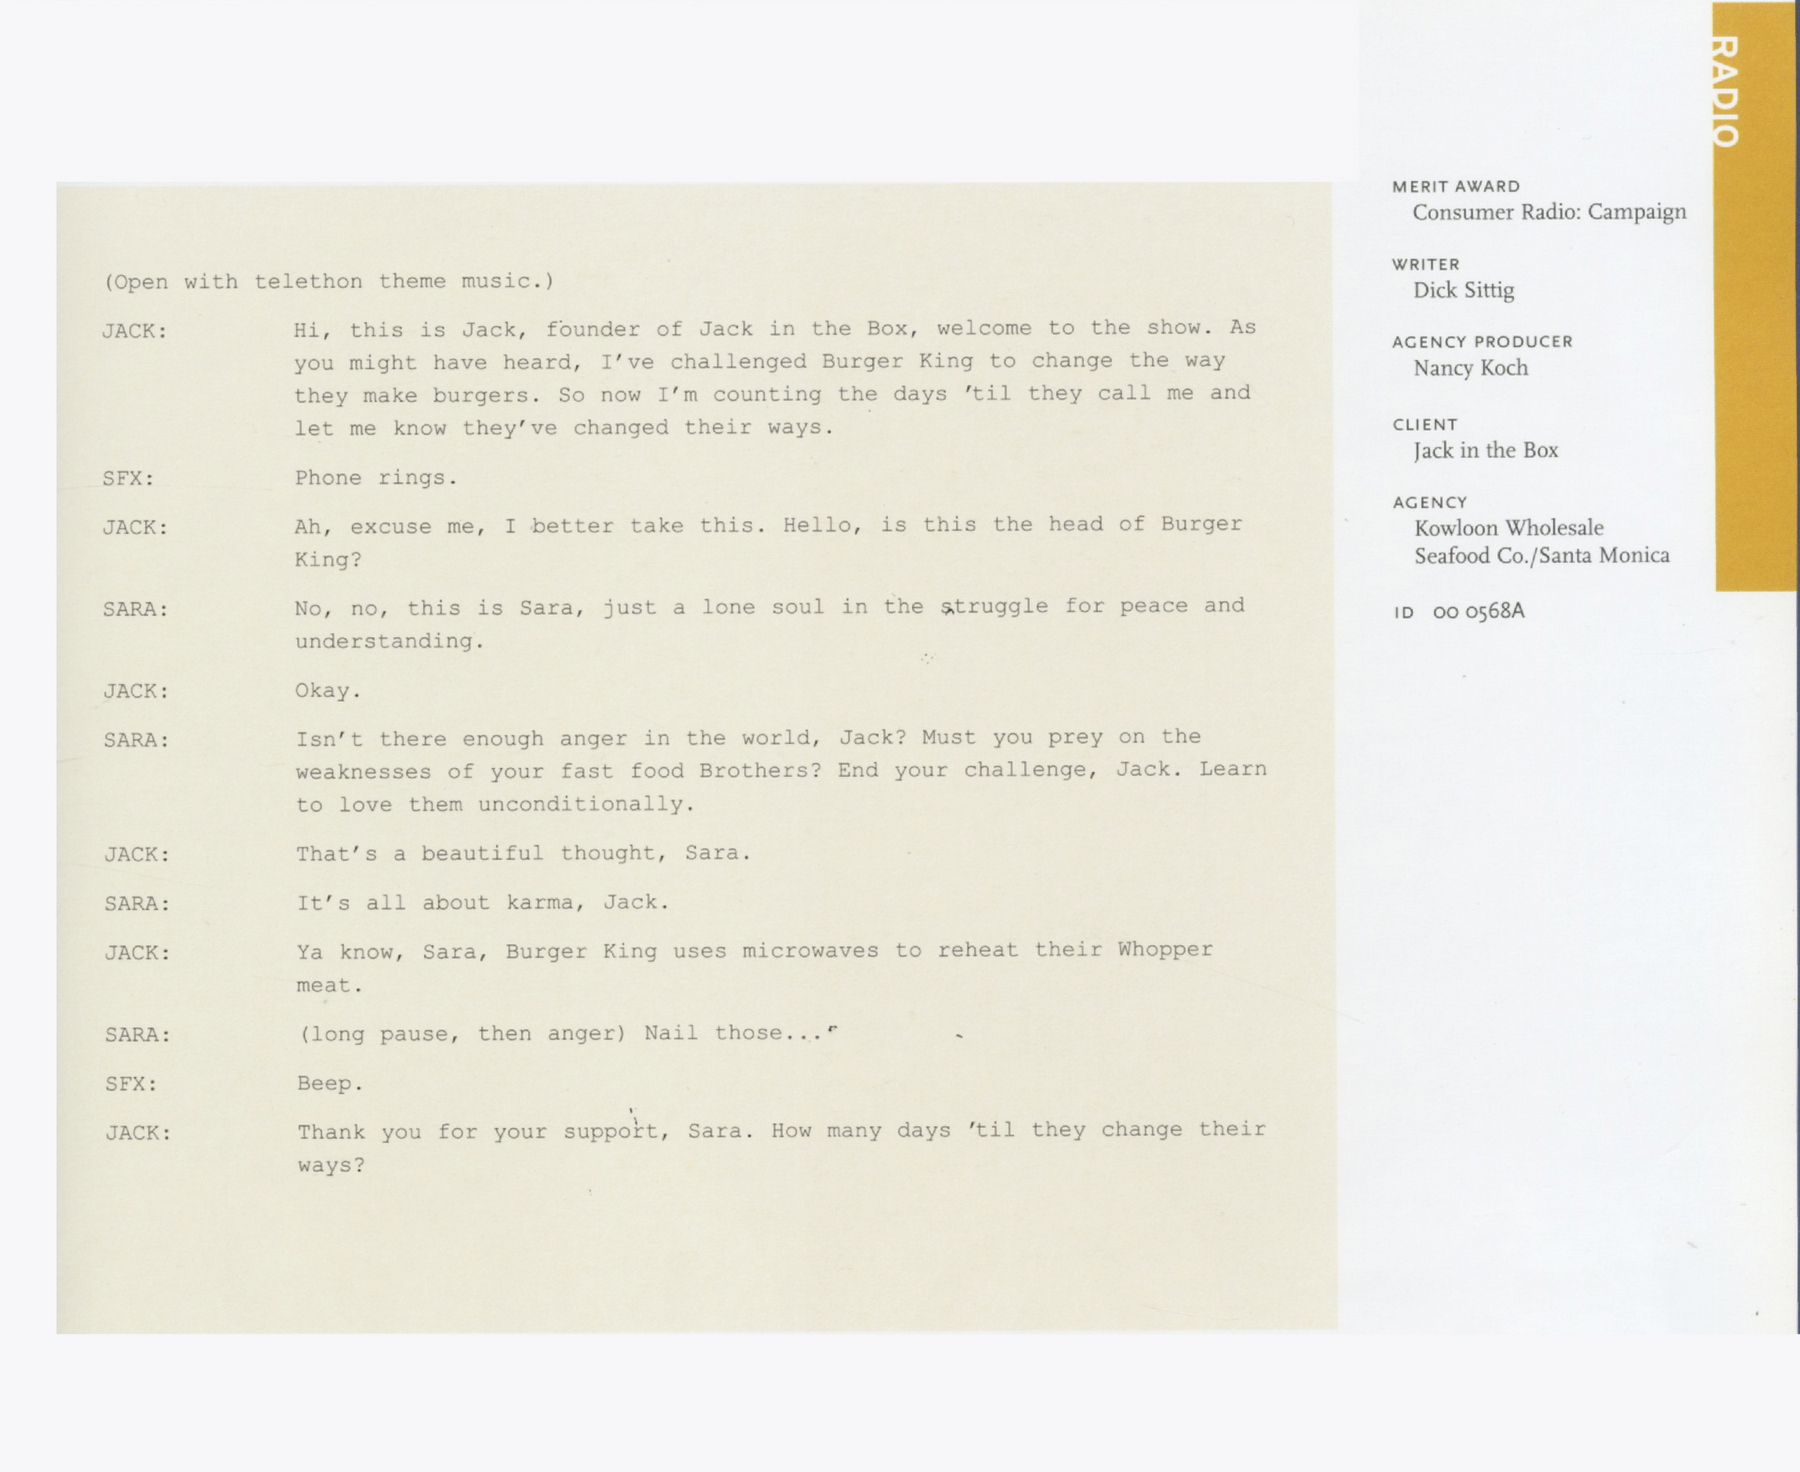 RADIO
(Open with telethon theme music.)
JACK: Hi, this is Jack, founder of Jack in the Box, welcome to the show. As
you might have heard, I've challenged Burger King to change the way
they make burgers. So now I'm counting the days 'til they call me and
let me know they've changed their ways.
SFX: Phone rings.
JACK: Ah, excuse me, I better take this. Hello, is this the head of Burger
King?
SARA: No, no, this is Sara, just a lone soul in the struggle for peace and
understanding.
JACK: Okay.
SARA: Isn't there enough anger in the world, Jack? Must you prey on the
weaknesses of your fast food Brothers? End your challenge, Jack. Learn
to love them unconditionally.
JACK: That's a beautiful thought, Sara.
SARA: It's all about karma, Jack.
JACK: Ya know, Sara, Burger King uses microwaves to reheat their Whopper
meat.
SARA: (long pause, then anger) Nail those..."
SFX: Beep.
JACK: Thank you for your support, Sara. How many days 'til they change their
ways?
MERIT AWARD
Consumer Radio: Campaign
WRITER
Dick Sittig
AGENCY PRODUCER
Nancy Koch
CLIENT
Jack in the Box
AGENCY
Kowloon Wholesale
Seafood Co./Santa Monica
ID 00 0568A